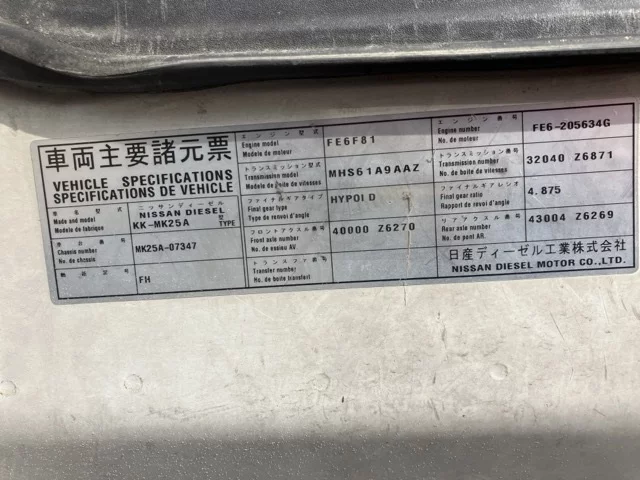 車両主要諸元票
VEHICLE SPECIFICATIONS
SPECIFICATIONS DE VEHICLE
車名型式
Made and model
Modele de fabrique
ニッサンディーゼル
NISSAN DIESEL
KK-MK25A TYPE
車台番号
Chassis number
No. de chssis
MK25A-07347
FH
エンジン型式
Engine model
Modele de moteur
FE6F81
エンジン番号
Engine number
No. de moteur
FE6-205634G
トランスミッション型式
Transmission model
Modele de boite de vitesses
MHS61A9AAZ
トランスミッション番号
Transmission number
No. de boite de vitesses
32040 Z6871
ファイナルギアタイプ
Final gear type
Type de renvoi d'angle
HYPOID
ファイナルギアレシオ
Final gear ratio
Rapport de revoi d'angle
4.875
フロントアクスル番号
Front axle number
No. de essieu AV
40000 Z6270
リアアクスル番号
Rear axle number
No. de pont AR.
43004 Z6269
トランスファ番号
Transfer number
No. de boite transfert
日産ディーゼル工業株式会社
NISSAN DIESEL MOTOR CO.,LTD.